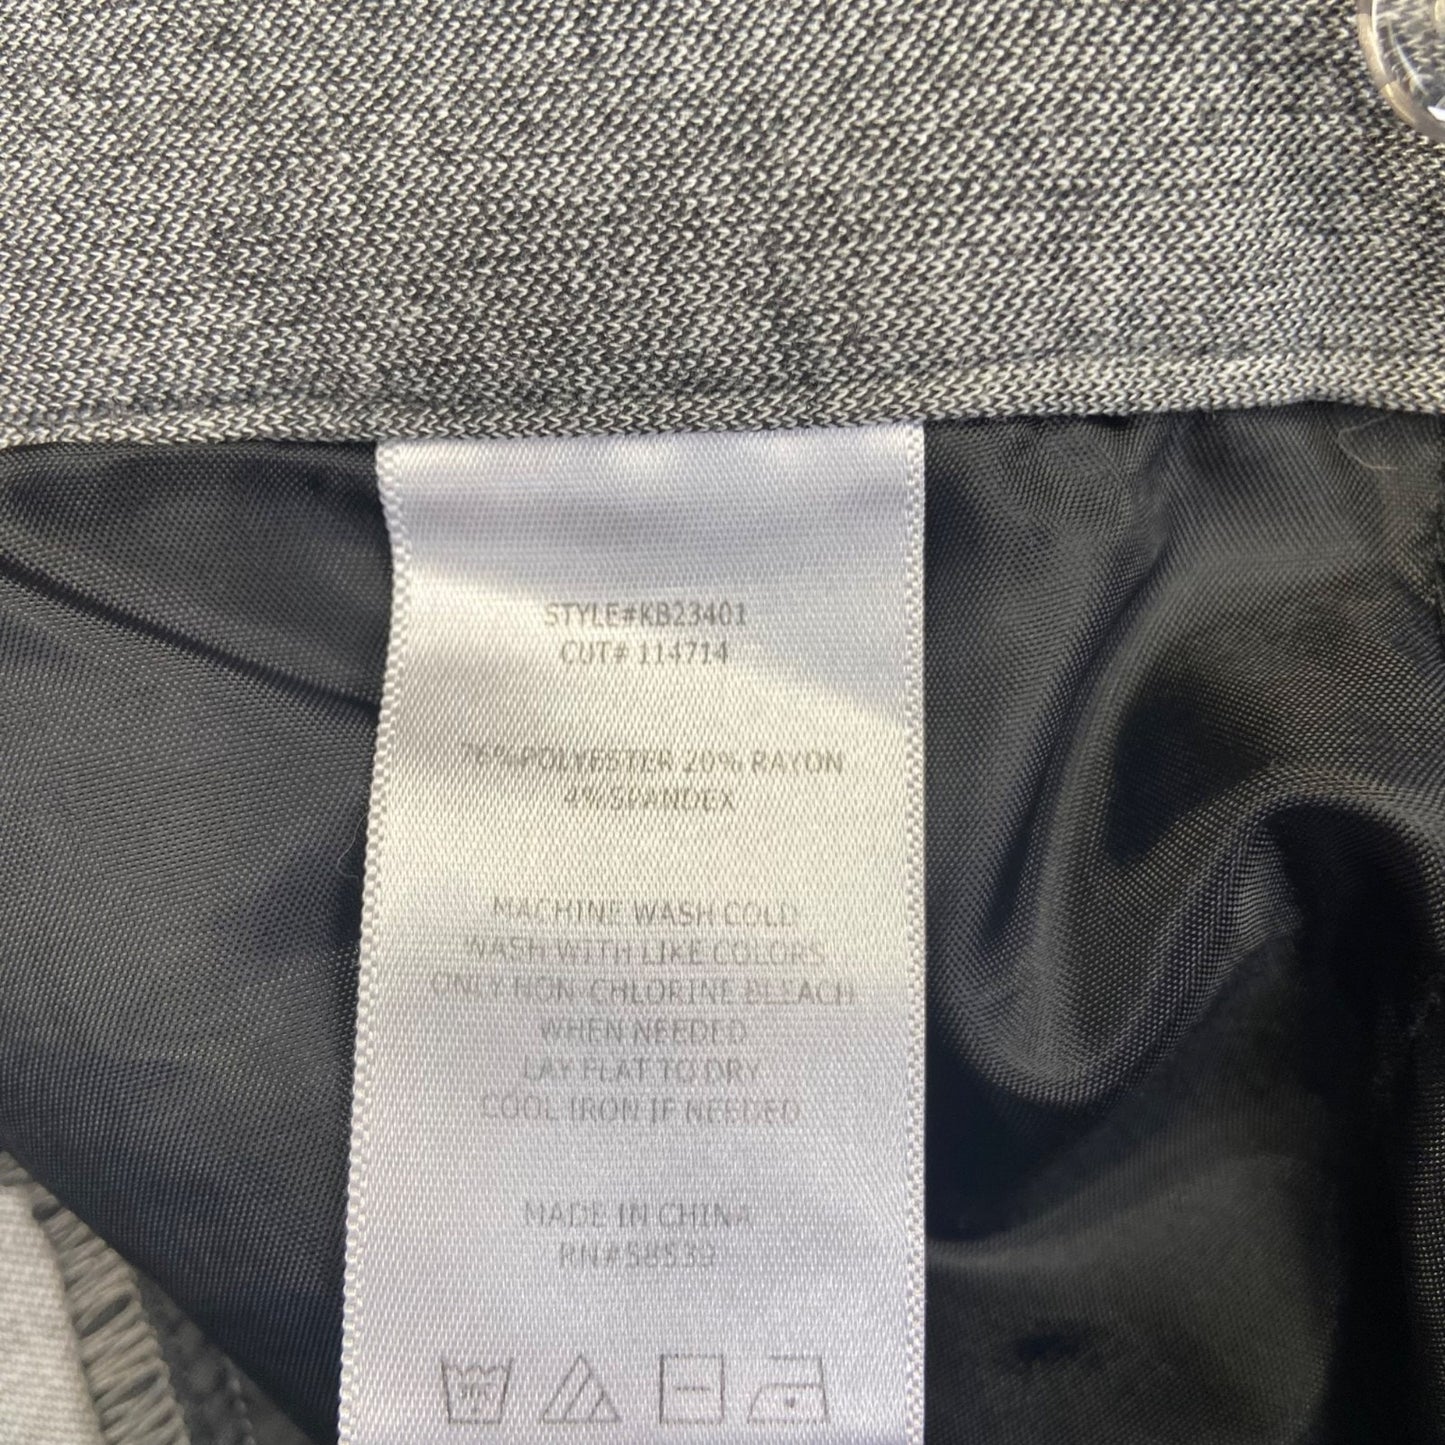 STYLE#KB23401
CUT# 114714
76%POLYESTER 20% RAYON
4%SPANDEX
MACHINE WASH COLD
WASH WITH LIKE COLORS
ONLY NON-CHLORINE BLEACH
WHEN NEEDED
LAY FLAT TO DRY
COOL IRON IF NEEDED
MADE IN CHINA
RN#58539